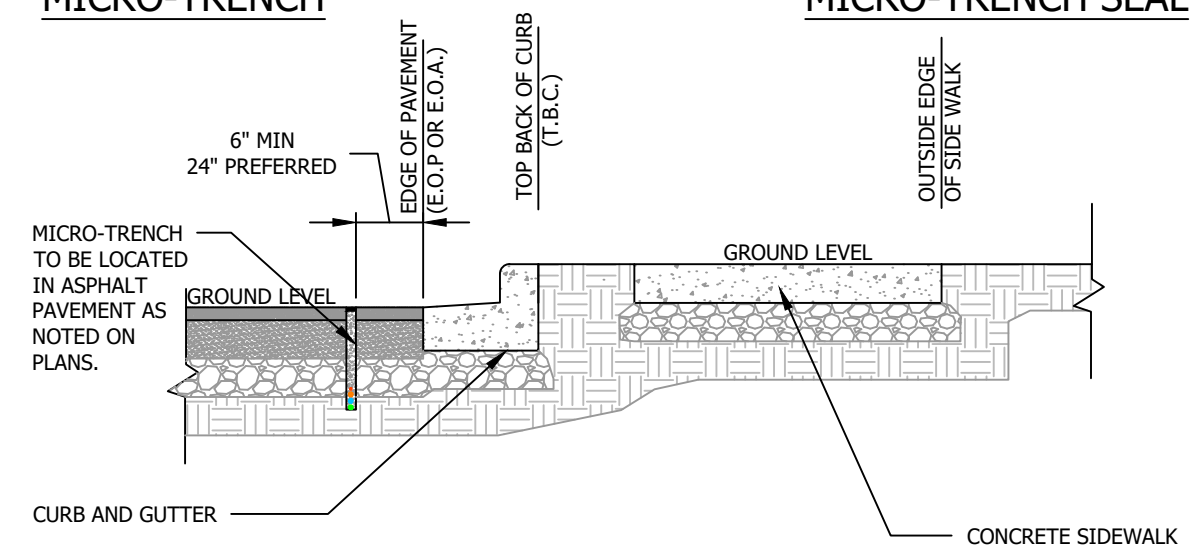 MICRO-TRENCH
MICRO-TRENCH SEAL
EDGE OF PAVEMENT
(E.O.P OR E.O.A.)
TOP BACK OF CURB
(T.B.C.)
OUTSIDE EDGE
OF SIDE WALK
6" MIN
24" PREFERRED
MICRO-TRENCH
TO BE LOCATED
IN ASPHALT
PAVEMENT AS
NOTED ON
PLANS.
GROUND LEVEL
GROUND LEVEL
CURB AND GUTTER
CONCRETE SIDEWALK